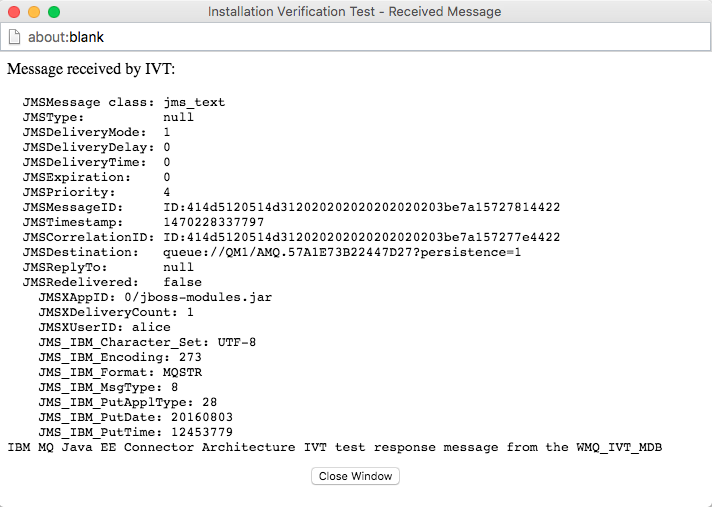 Installation Verification Test - Received Message
about:blank
Message received by IVT:
JMSMessage class: jms_text
JMSType: null
JMSDeliveryMode: 1
JMSDeliveryDelay: 0
JMSDeliveryTime: 0
JMSExpiration: 0
JMSPriority: 4
JMSMessageID: ID:414d5120514d312020202020202020203be7a15727814422
JMSTimestamp: 1470228337797
JMSCorrelationID: ID:414d5120514d312020202020202020203be7a157277e4422
JMSDestination: queue://QM1/AMQ.57A1E73B22447D27?persistence=1
JMSReplyTo: null
JMSRedelivered: false
JMSXAppID: 0/jboss-modules.jar
JMSXDeliveryCount: 1
JMSXUserID: alice
JMS_IBM_Character_Set: UTF-8
JMS_IBM_Encoding: 273
JMS_IBM_Format: MQSTR
JMS_IBM_MsgType: 8
JMS_IBM_PutApplType: 28
JMS_IBM_PutDate: 20160803
JMS_IBM_PutTime: 12453779
IBM MQ Java EE Connector Architecture IVT test response message from the WMQ_IVT_MDB
Close Window